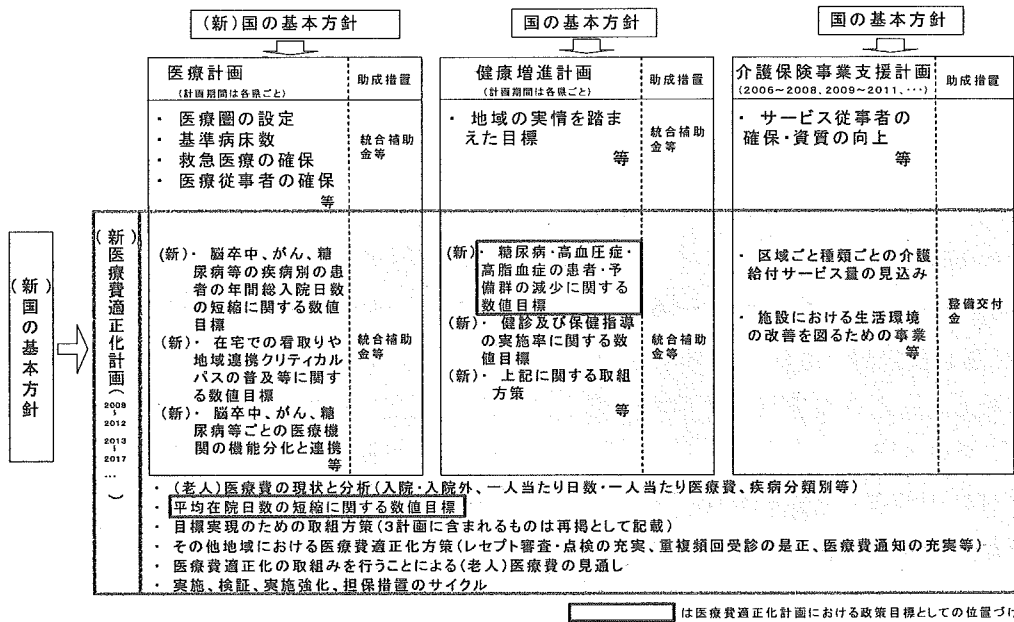 (新)国の基本方針
国の基本方針
国の基本方針
医療計画
(計画期間は各県ごと)
助成措置
・ 医療圏の設定
・ 基準病床数
・ 救急医療の確保
・ 医療従事者の確保
等
統合補助
金等
健康増進計画
(計画期間は各県ごと)
助成措置
・ 地域の実情を踏ま
えた目標
等
統合補助
金等
介護保険事業支援計画
(2006~2008、2009~2011、・・・)
助成措置
・ サービス従事者の
確保・資質の向上
等
(新)国の基本方針
(新)医療費適正化計画(
2008
~
2012
2013
~
2017
...
)
(新)・ 脳卒中、がん、糖
尿病等の疾病別の患
者の年間総入院日数
の短縮に関する数値
目標
(新)・ 在宅での看取りや
地域連携クリティカル
パスの普及等に関す
る数値目標
(新)・ 脳卒中、がん、糖
尿病等ごとの医療機
関の機能分化と連携
等
統合補助
金等
(新)・ 糖尿病・高血圧症・
高脂血症の患者・予
備群の減少に関する
数値目標
(新)・ 健診及び保健指導
の実施率に関する数
値目標
(新)・ 上記に関する取組
方策
等
統合補助
金等
・ 区域ごと種類ごとの介護
給付サービス量の見込み
・ 施設における生活環境
の改善を図るための事業
等
整備交付
金
・ (老人)医療費の現状と分析(入院・入院外、一人当たり日数・一人当たり医療費、疾病分類別等)
・ 平均在院日数の短縮に関する数値目標
・ 目標実現のための取組方策(3計画に含まれるものは再掲として記載)
・ その他地域における医療費適正化方策(レセプト審査・点検の充実、重複頻回受診の是正、医療費通知の充実等)
・ 医療費適正化の取組みを行うことによる(老人)医療費の見通し
・ 実施、検証、実施強化、担保措置のサイクル
は医療費適正化計画における政策目標としての位置づけ